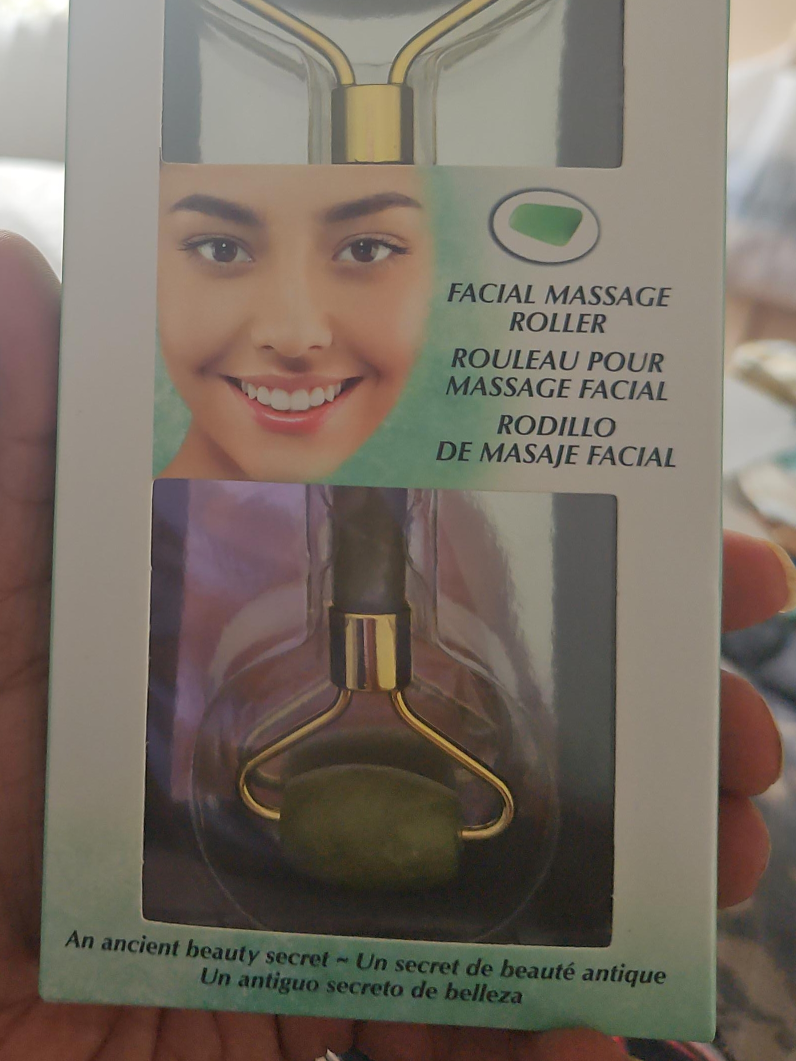 FACIAL MASSAGE
ROLLER
ROULEAU POUR
MASSAGE FACIAL
RODILLO
DE MASAJE FACIAL
An ancient beauty secret ~ Un secret de beauté antique
Un antiguo secreto de belleza